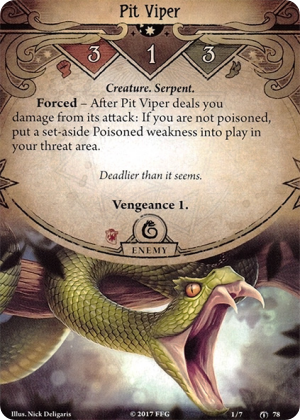 Pit Viper
3 1 3
Creature. Serpent.
Forced – After Pit Viper deals you
damage from its attack: If you are not poisoned,
put a set-aside Poisoned weakness into play in
your threat area.
Deadlier than it seems.
Vengeance 1.
ENEMY
Illus. Nick Deligaris © 2017 FFG 1/7 78